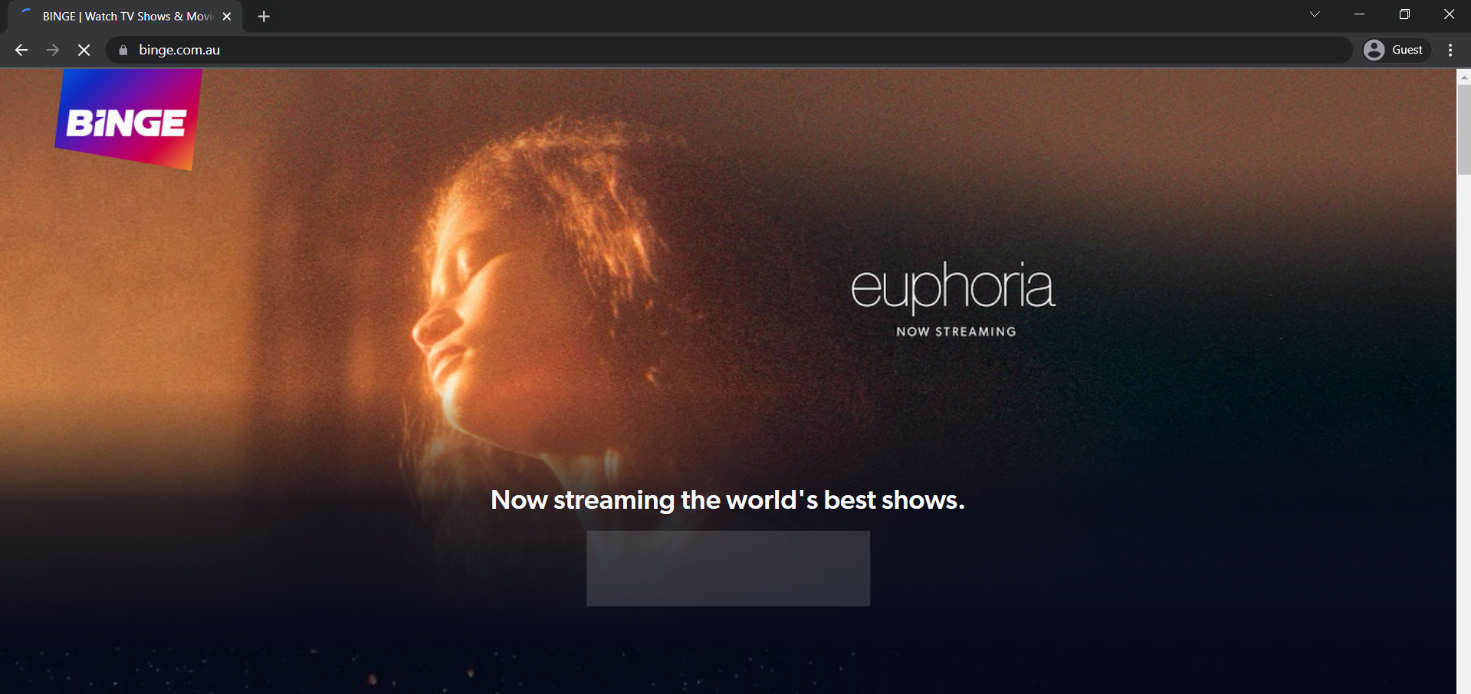 BINGE | Watch TV Shows & Movi
binge.com.au
Guest
BINGE
euphoria
NOW STREAMING
Now streaming the world's best shows.